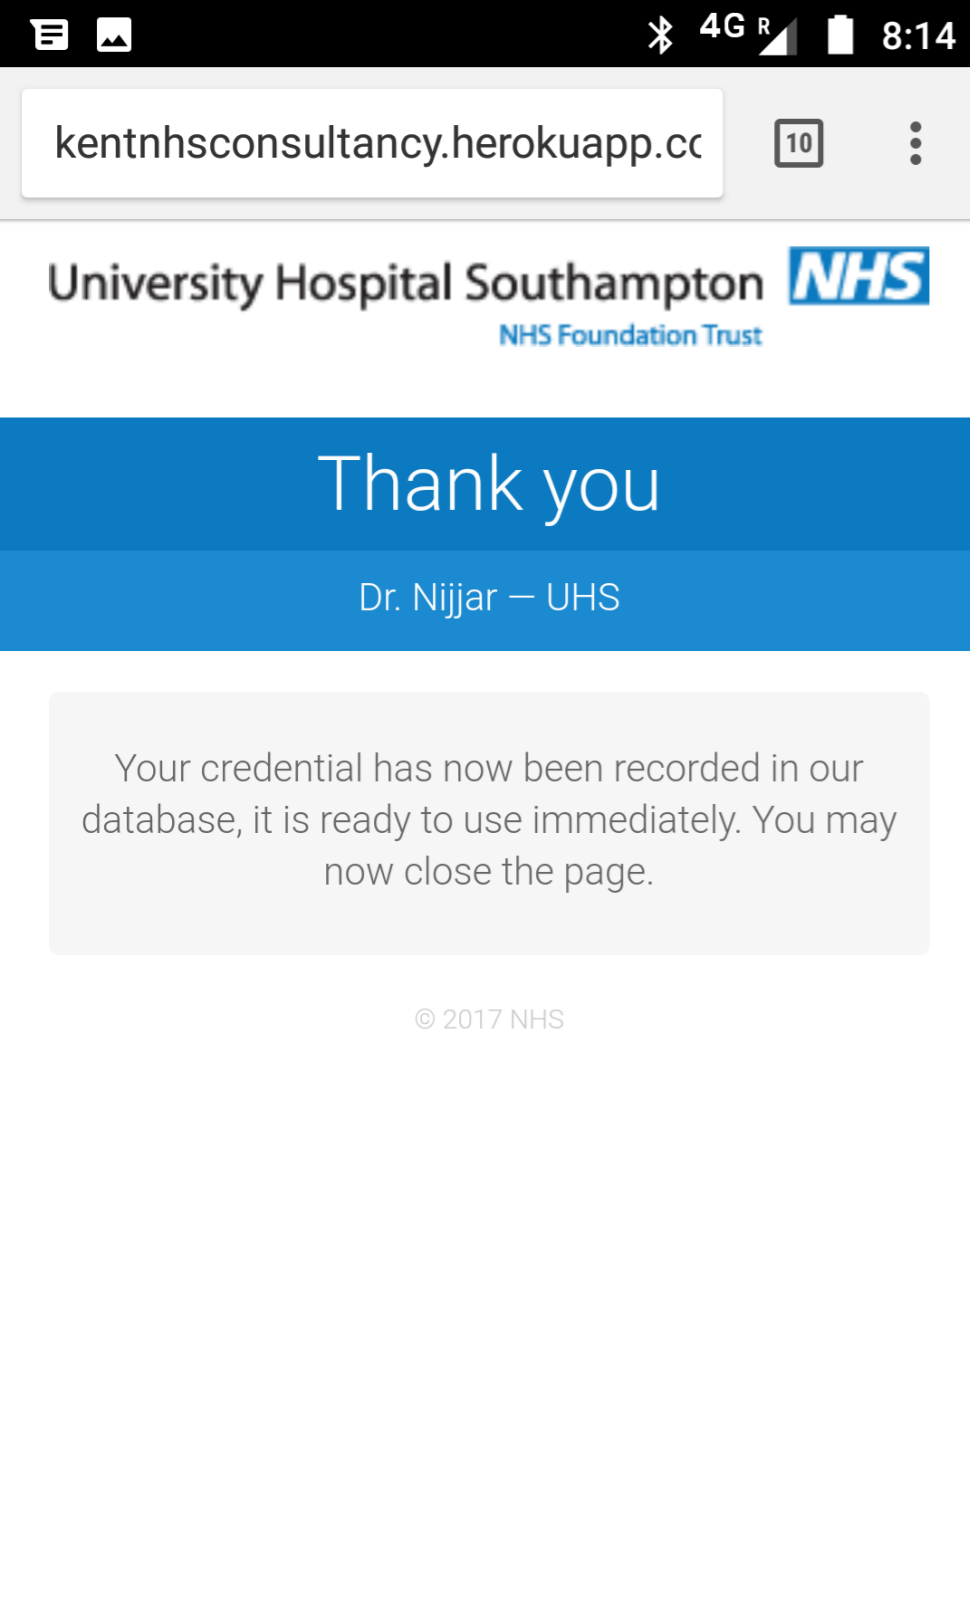 4G R 8:14
kentnhsconsultancy.herokuapp.cc
10
University Hospital Southampton NHS
NHS Foundation Trust
Thank you
Dr. Nijjar — UHS
Your credential has now been recorded in our
database, it is ready to use immediately. You may
now close the page.
© 2017 NHS